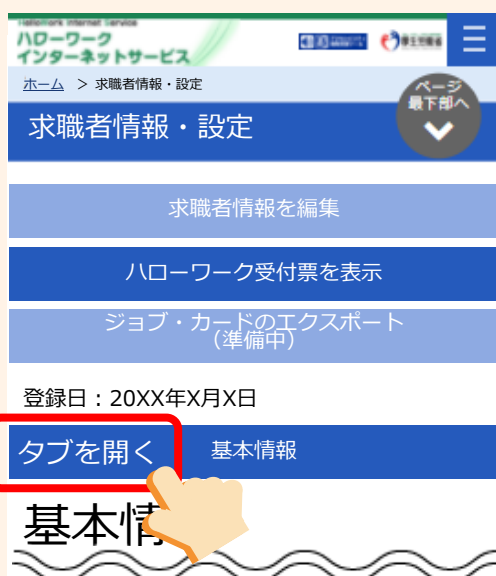 HelloWork Internet Service
ハローワーク
インターネットサービス
ホーム > 求職者情報・設定
ページ
最下部へ
求職者情報・設定
求職者情報を編集
ハローワーク受付票を表示
ジョブ・カードのエクスポート
(準備中)
登録日：20XX年X月X日
タブを開く 基本情報
基本情